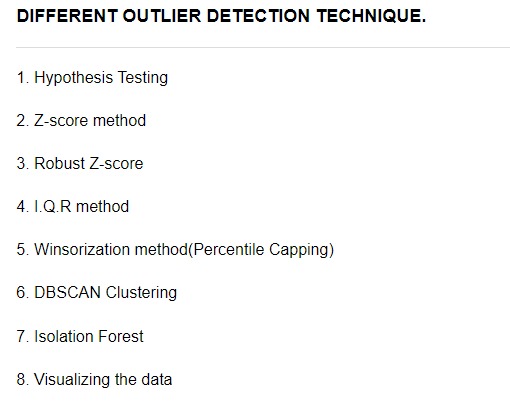 DIFFERENT OUTLIER DETECTION TECHNIQUE.
1. Hypothesis Testing
2. Z-score method
3. Robust Z-score
4. I.Q.R method
5. Winsorization method(Percentile Capping)
6. DBSCAN Clustering
7. Isolation Forest
8. Visualizing the data